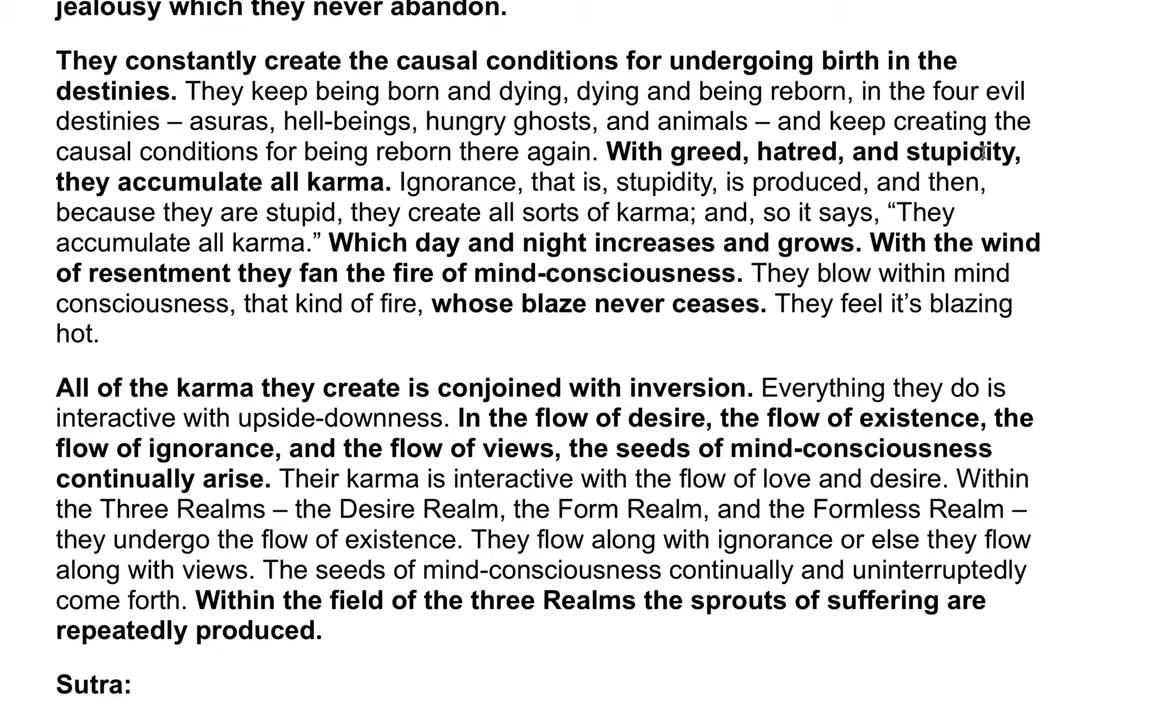 jealousy which they never abandon.
They constantly create the causal conditions for undergoing birth in the
destinies. They keep being born and dying, dying and being reborn, in the four evil
destinies – asuras, hell-beings, hungry ghosts, and animals – and keep creating the
causal conditions for being reborn there again. With greed, hatred, and stupidity,
they accumulate all karma. Ignorance, that is, stupidity, is produced, and then,
because they are stupid, they create all sorts of karma; and, so it says, “They
accumulate all karma.” Which day and night increases and grows. With the wind
of resentment they fan the fire of mind-consciousness. They blow within mind
consciousness, that kind of fire, whose blaze never ceases. They feel it’s blazing
hot.
All of the karma they create is conjoined with inversion. Everything they do is
interactive with upside-downness. In the flow of desire, the flow of existence, the
flow of ignorance, and the flow of views, the seeds of mind-consciousness
continually arise. Their karma is interactive with the flow of love and desire. Within
the Three Realms – the Desire Realm, the Form Realm, and the Formless Realm –
they undergo the flow of existence. They flow along with ignorance or else they flow
along with views. The seeds of mind-consciousness continually and uninterruptedly
come forth. Within the field of the three Realms the sprouts of suffering are
repeatedly produced.
Sutra: